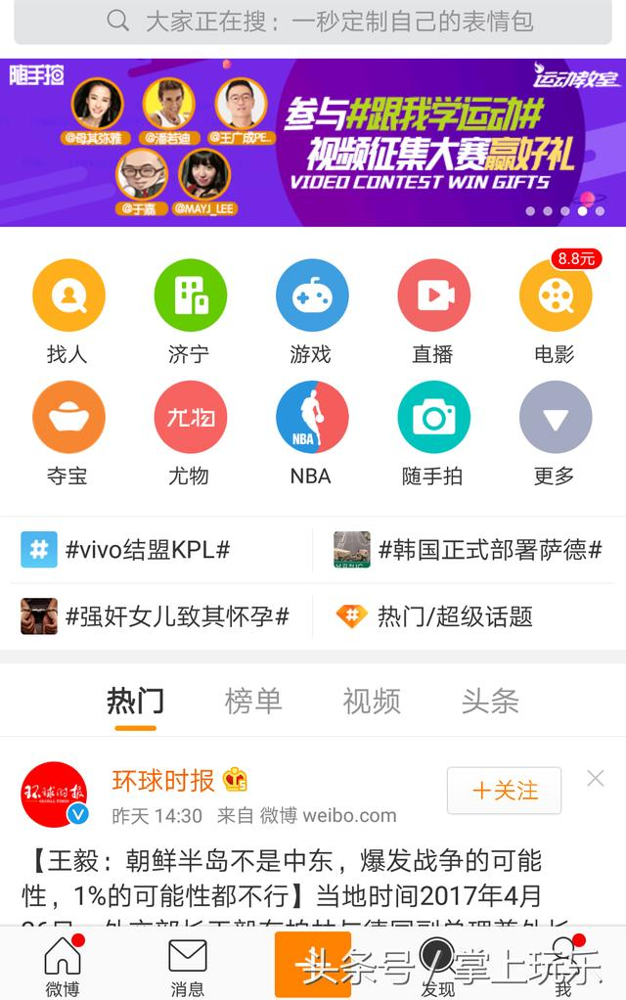 大家正在搜：一秒定制自己的表情包
随手拍
运动教室
@母其弥雅
@潘若迪
@王广成PE...
@于嘉
@MAYJ_LEE
参与#跟我学运动#
视频征集大赛赢好礼
VIDEO CONTEST WIN GIFTS
8.8元
找人
济宁
游戏
直播
电影
尤物
NBA
夺宝
尤物
NBA
随手拍
更多
#vivo结盟KPL#
#韩国正式部署萨德#
#强奸女儿致其怀孕#
热门/超级话题
热门
榜单
视频
头条
环球时报
GLOBAL TIMES
环球时报
+关注
昨天 14:30 来自 微博 weibo.com
【王毅：朝鲜半岛不是中东，爆发战争的可能
性，1%的可能性都不行】当地时间2017年4月
微博
消息
发现
我
头条号 / 掌上玩乐